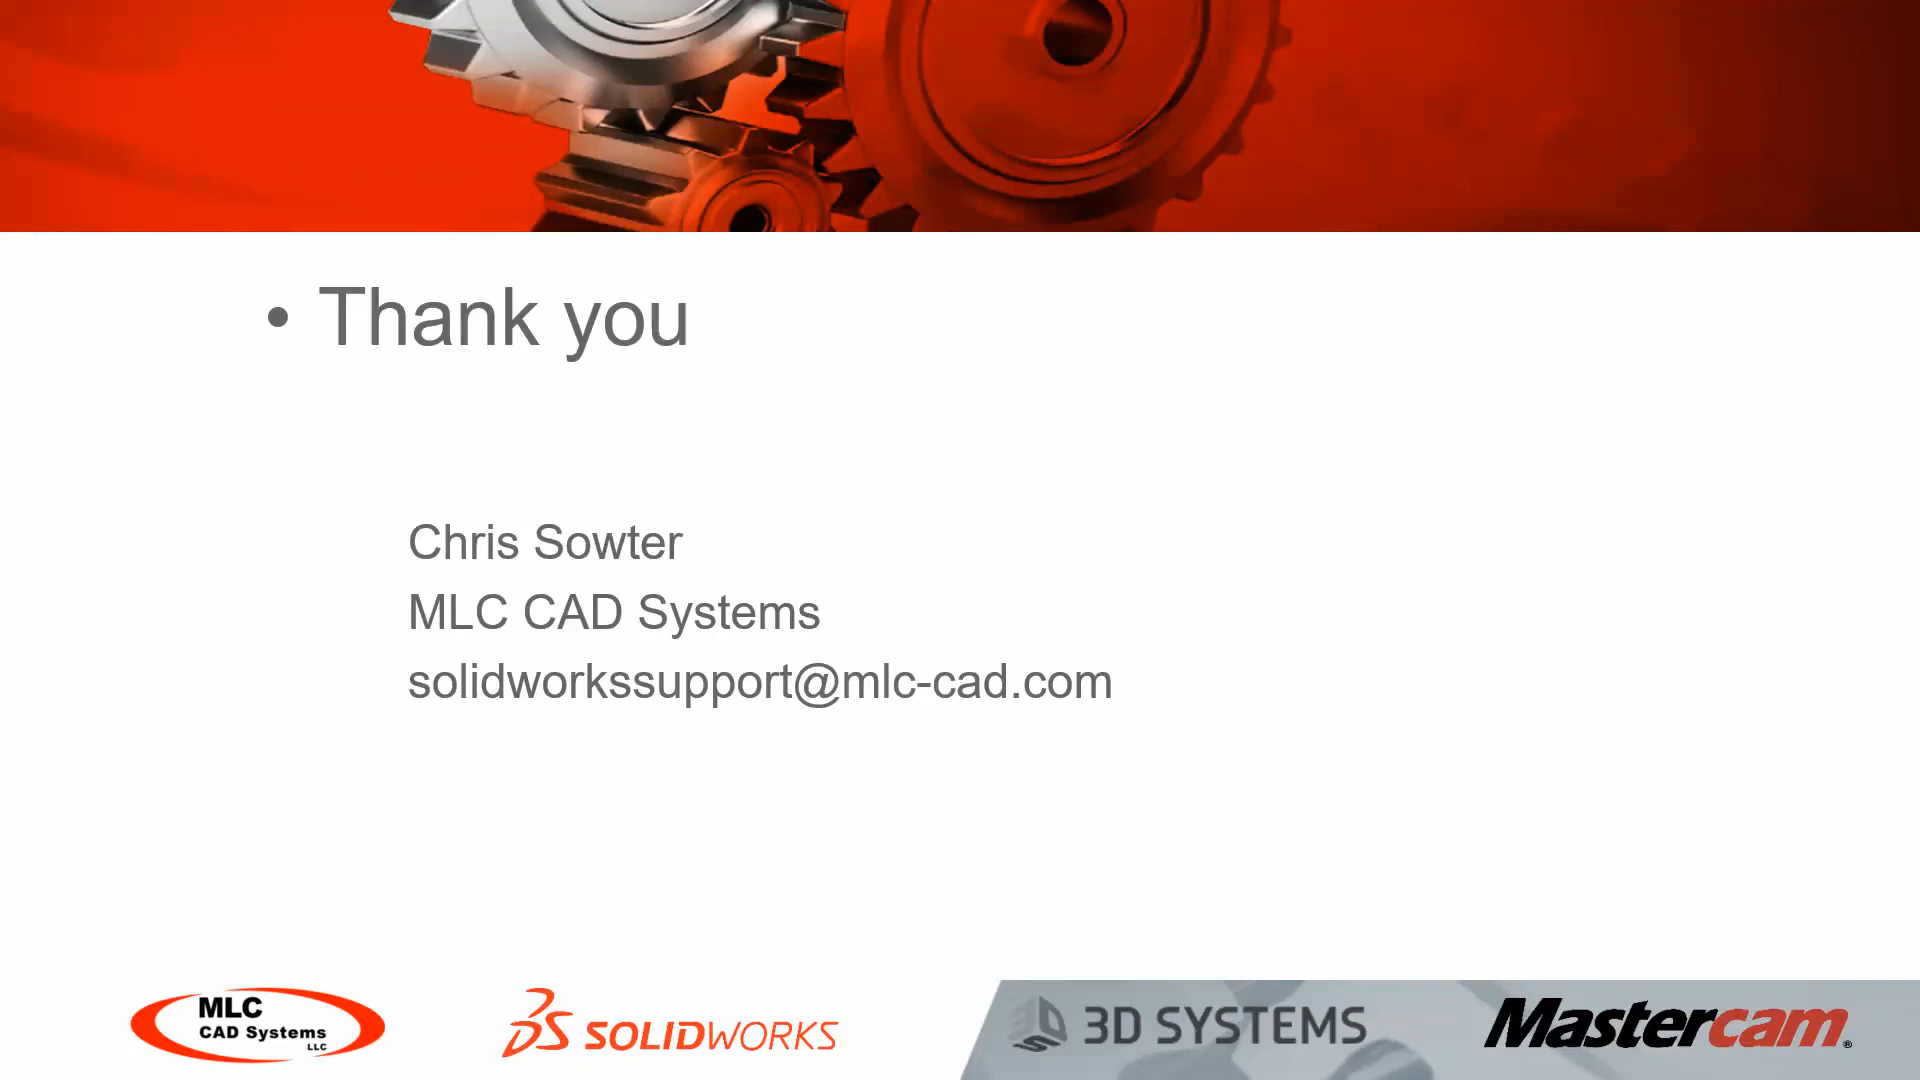 • Thank you
Chris Sowter
MLC CAD Systems
solidworkssupport@mlc-cad.com
MLC
CAD Systems
LLC
SOLIDWORKS
3D SYSTEMS
Mastercam®